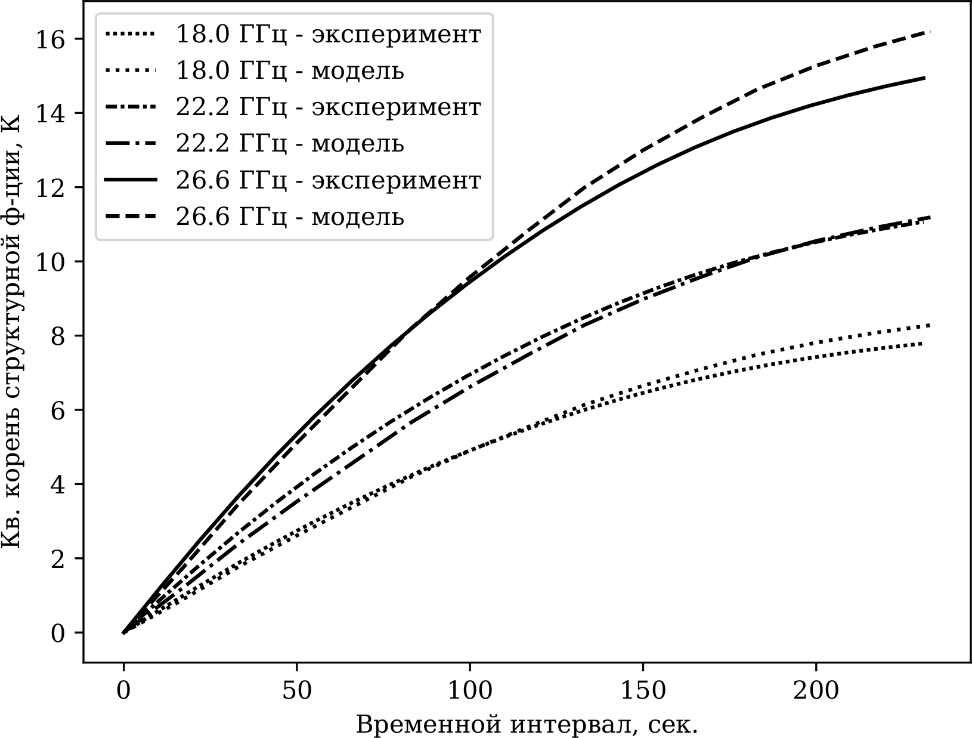 16
14
12
10
8
6
4
2
0
Кв. корень структурной ф-ции, К
18.0 ГГц - эксперимент
18.0 ГГц - модель
22.2 ГГц - эксперимент
22.2 ГГц - модель
26.6 ГГц - эксперимент
26.6 ГГц - модель
0 50 100 150 200
Временной интервал, сек.